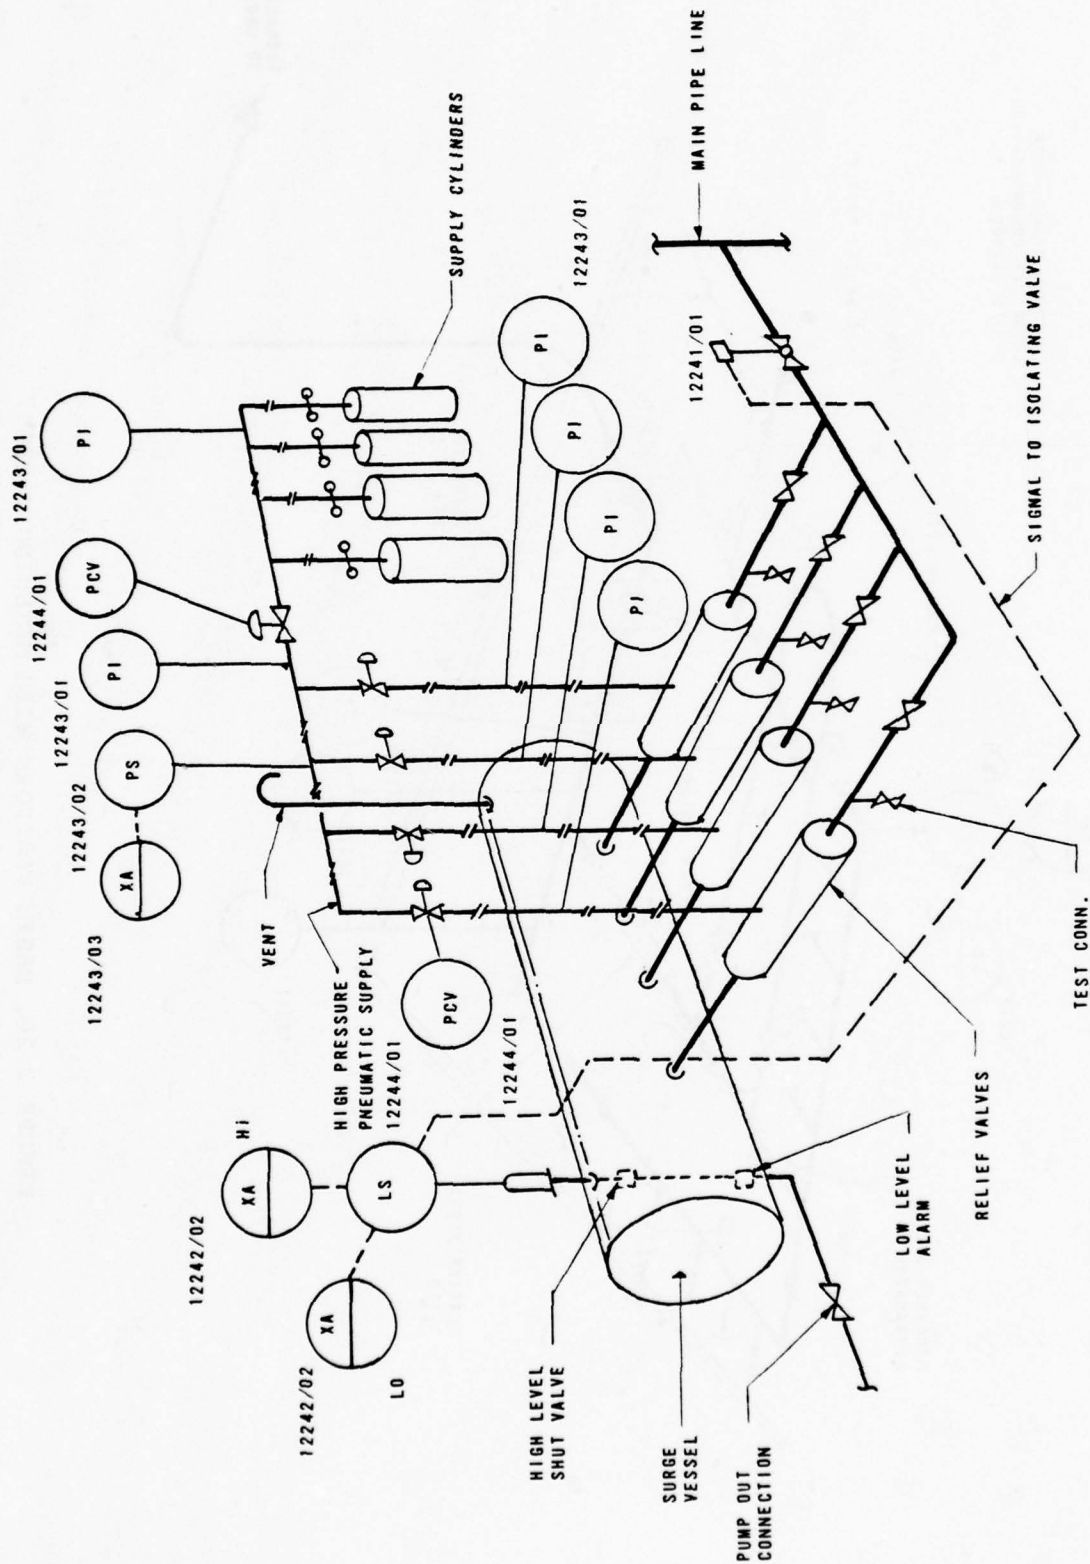 12243/01
PI
12244/01
PCV
12243/01
PI
12243/02
PS
12243/03
XA
SUPPLY CYLINDERS
VENT
HIGH PRESSURE
PNEUMATIC SUPPLY
12244/01
PCV
12244/01
12243/01
PI
PI
PI
PI
MAIN PIPE LINE
12241/01
SIGNAL TO ISOLATING VALVE
12242/02
XA
Hi
LS
12242/02
XA
LO
HIGH LEVEL
SHUT VALVE
SURGE
VESSEL
PUMP OUT
CONNECTION
LOW LEVEL
ALARM
RELIEF VALVES
TEST CONN.